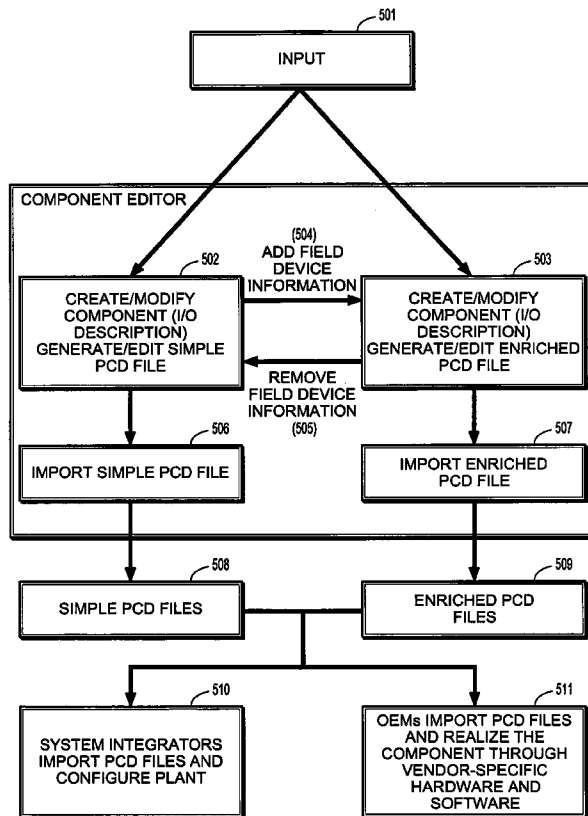 501
INPUT
COMPONENT EDITOR
(504)
ADD FIELD
DEVICE
INFORMATION
502
CREATE/MODIFY
COMPONENT (I/O
DESCRIPTION)
GENERATE/EDIT SIMPLE
PCD FILE
503
CREATE/MODIFY
COMPONENT (I/O
DESCRIPTION)
GENERATE/EDIT ENRICHED
PCD FILE
REMOVE
FIELD DEVICE
INFORMATION
(505)
506
IMPORT SIMPLE PCD FILE
507
IMPORT ENRICHED
PCD FILE
508
SIMPLE PCD FILES
509
ENRICHED PCD
FILES
510
SYSTEM INTEGRATORS
IMPORT PCD FILES AND
CONFIGURE PLANT
511
OEMs IMPORT PCD FILES
AND REALIZE THE
COMPONENT THROUGH
VENDOR-SPECIFIC
HARDWARE AND
SOFTWARE